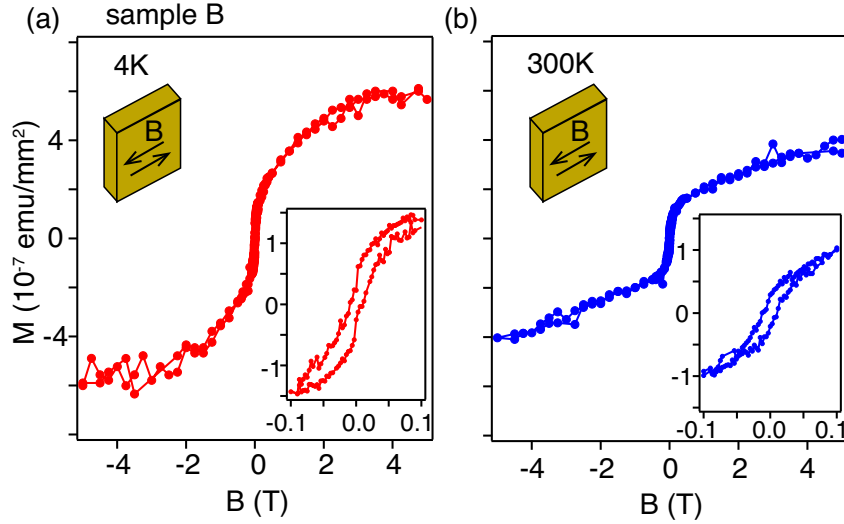 (a) sample B
4K
B
M (10⁻⁷ emu/mm²)
4
0
-4
-4 -2 0 2 4
B (T)
1
0
-1
-0.1 0.0 0.1
(b)
300K
B
-4 -2 0 2 4
B (T)
1
0
-1
-0.1 0.0 0.1